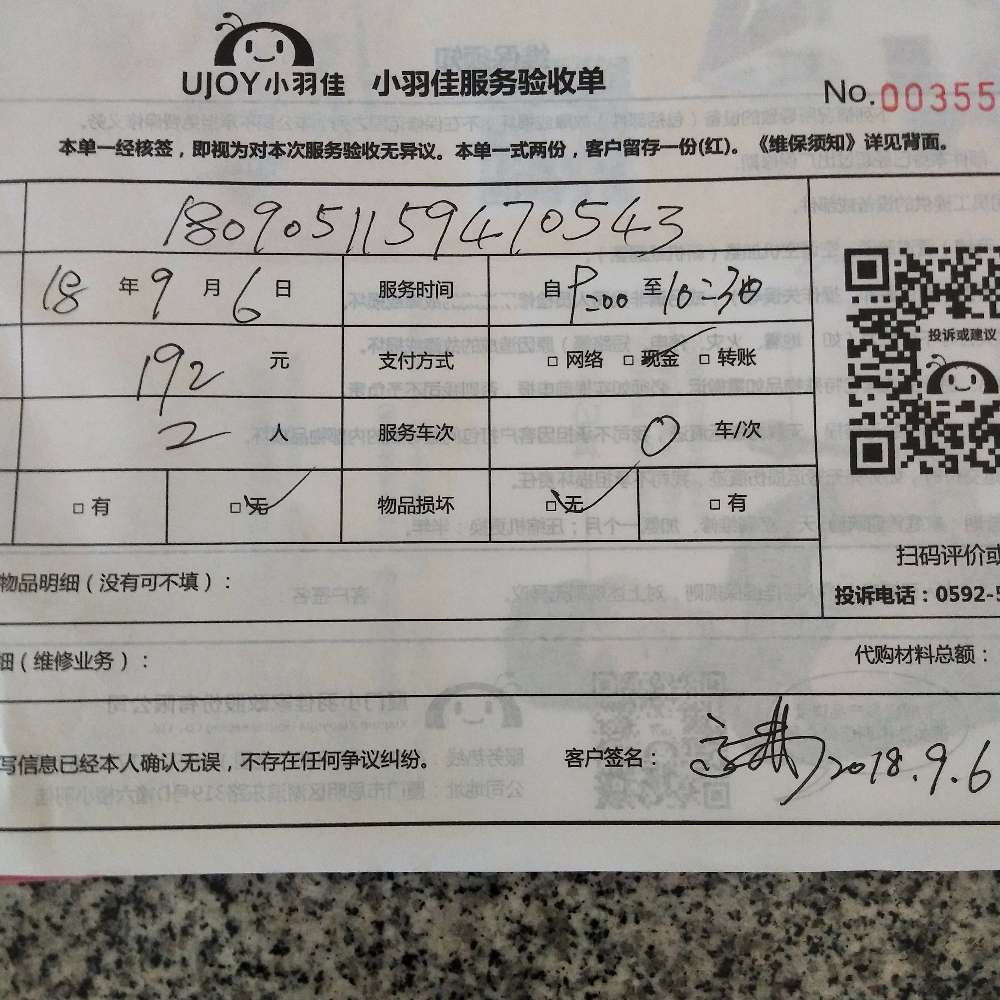 UJOY小羽佳 小羽佳服务验收单 No.00355
本单一经核签，即视为对本次服务验收无异议。本单一式两份，客户留存一份(红)。《维保须知》详见背面。
1809051159470543
18 年 9 月 6 日 服务时间 自 至 10:30
192 元 支付方式 □ 网络 □ 现金 □ 转账
2 人 服务车次 0 车/次
投诉或建议
□ 有 □ 无 物品损坏 □ 无 □ 有
扫码评价或
投诉电话：0592-5
物品明细（没有可不填）：
细（维修业务）： 代购材料总额：
写信息已经本人确认无误，不存在任何争议纠纷。 客户签名： 2018.9.6